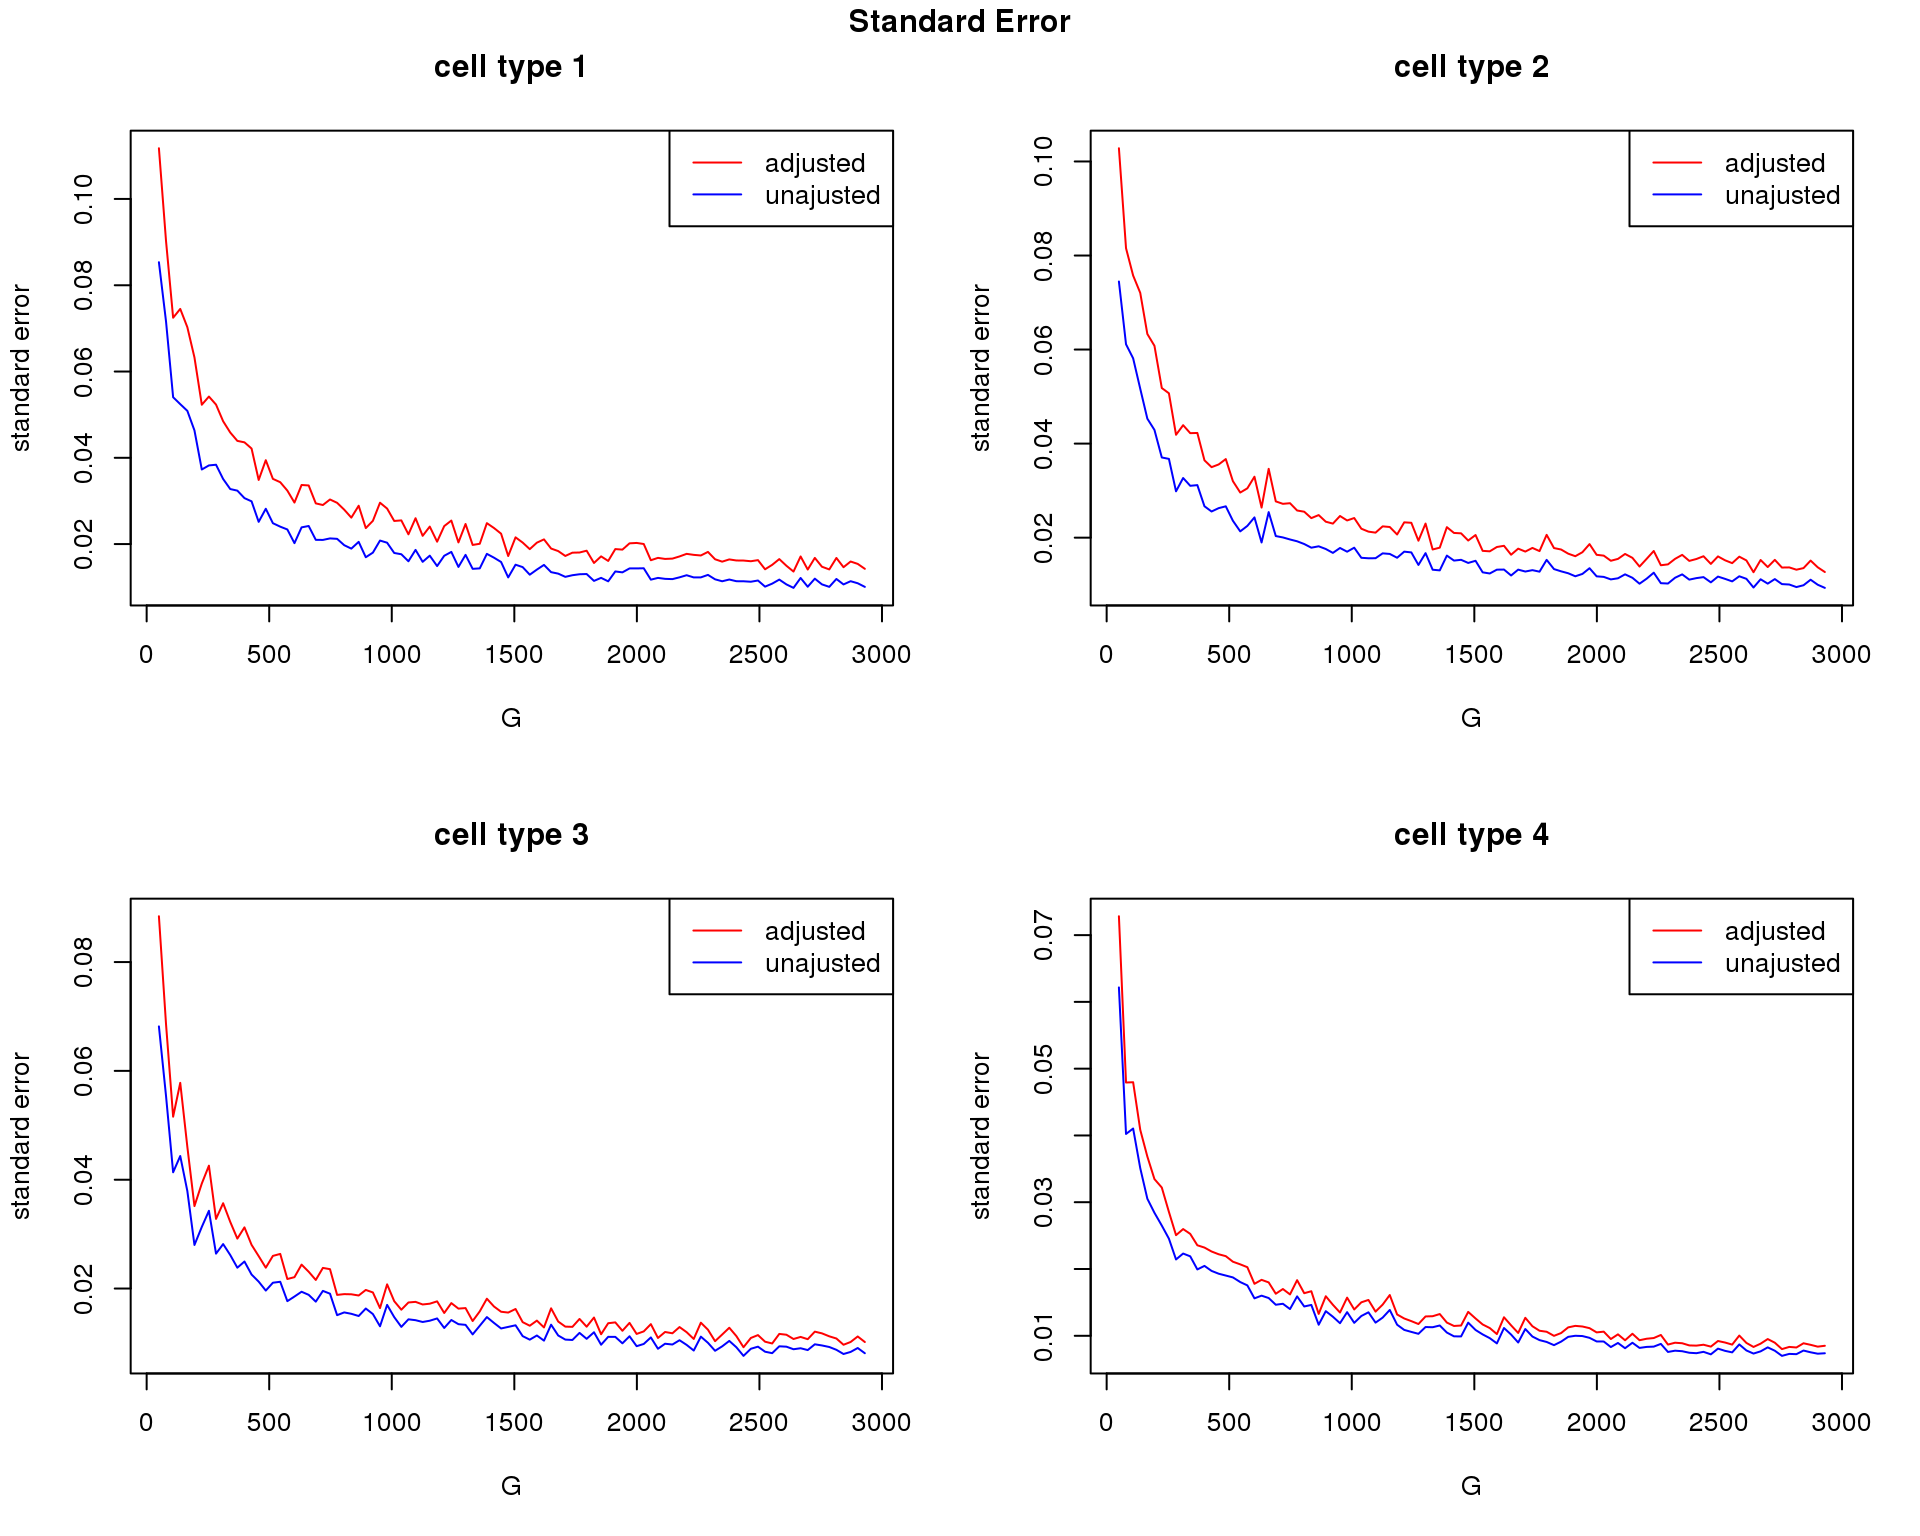 Standard Error
cell type 1
standard error
0.10
0.08
0.06
0.04
0.02
adjusted
unajusted
0 500 1000 1500 2000 2500 3000
G
cell type 2
standard error
0.10
0.08
0.06
0.04
0.02
adjusted
unajusted
0 500 1000 1500 2000 2500 3000
G
cell type 3
standard error
0.08
0.06
0.04
0.02
adjusted
unajusted
0 500 1000 1500 2000 2500 3000
G
cell type 4
standard error
0.07
0.05
0.03
0.01
adjusted
unajusted
0 500 1000 1500 2000 2500 3000
G